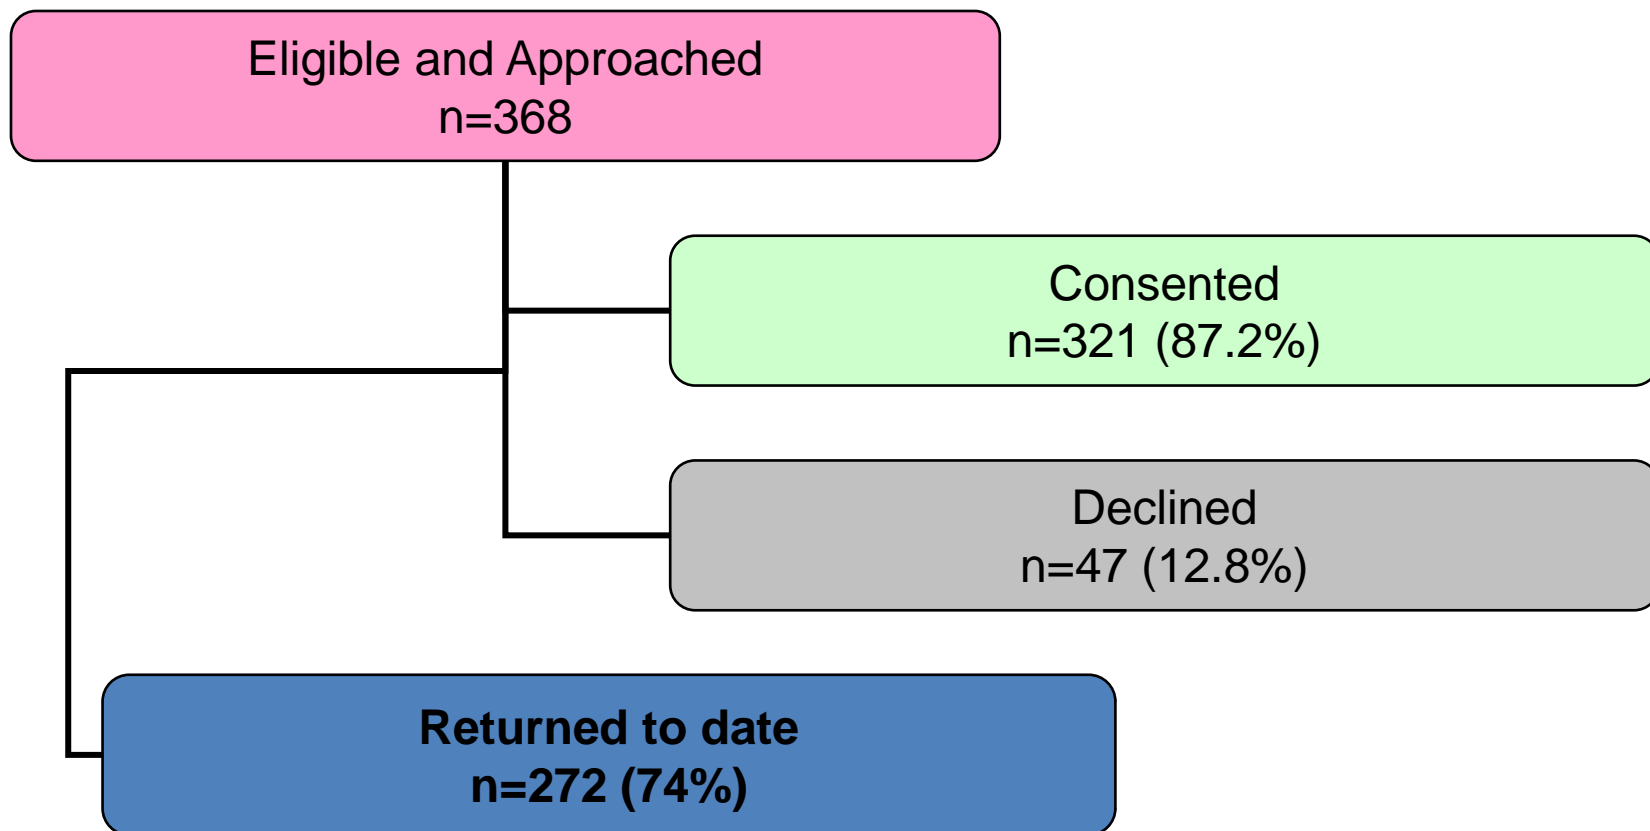 Eligible and Approached
n=368
Consented
n=321 (87.2%)
Declined
n=47 (12.8%)
Returned to date
n=272 (74%)